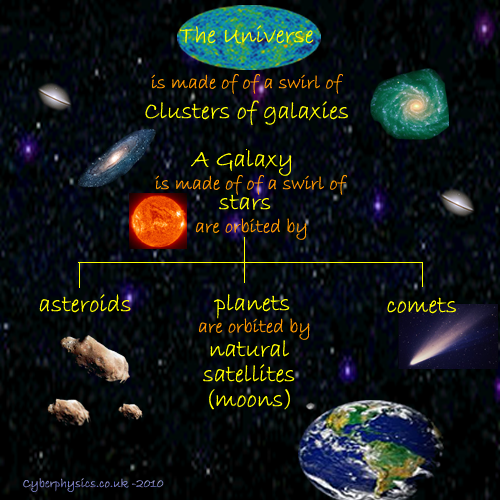 The Universe
is made of of a swirl of
Clusters of galaxies
A Galaxy
is made of of a swirl of
stars
are orbited by
asteroids
planets
comets
are orbited by
natural
satellites
(moons)
Cyberphysics.co.uk -2010